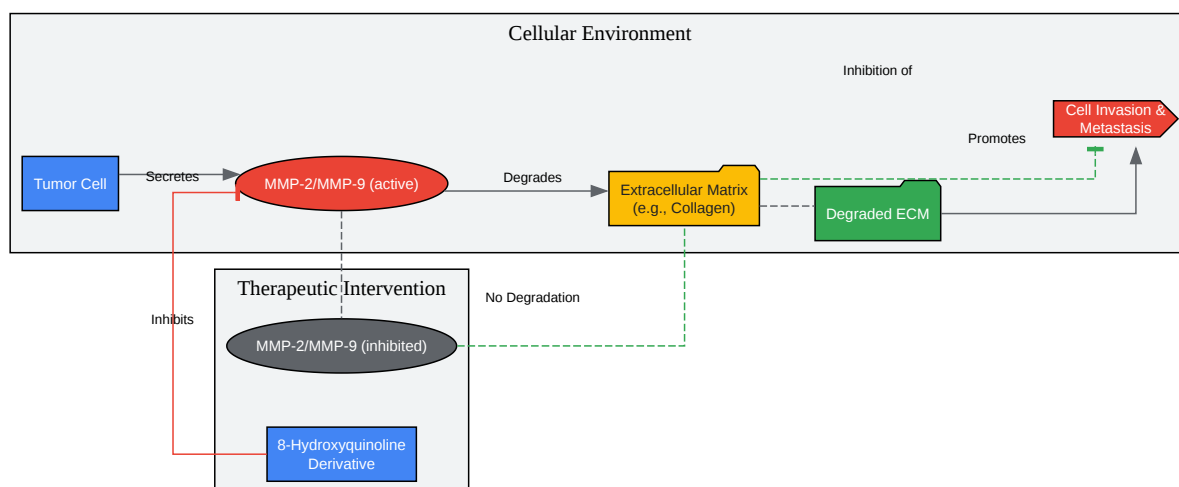 Cellular Environment
Inhibition of
Cell Invasion &
Metastasis
Promotes
Tumor Cell
Secretes
MMP-2/MMP-9 (active)
Degrades
Extracellular Matrix
(e.g., Collagen)
Degraded ECM
Therapeutic Intervention
No Degradation
Inhibits
MMP-2/MMP-9 (inhibited)
8-Hydroxyquinoline
Derivative